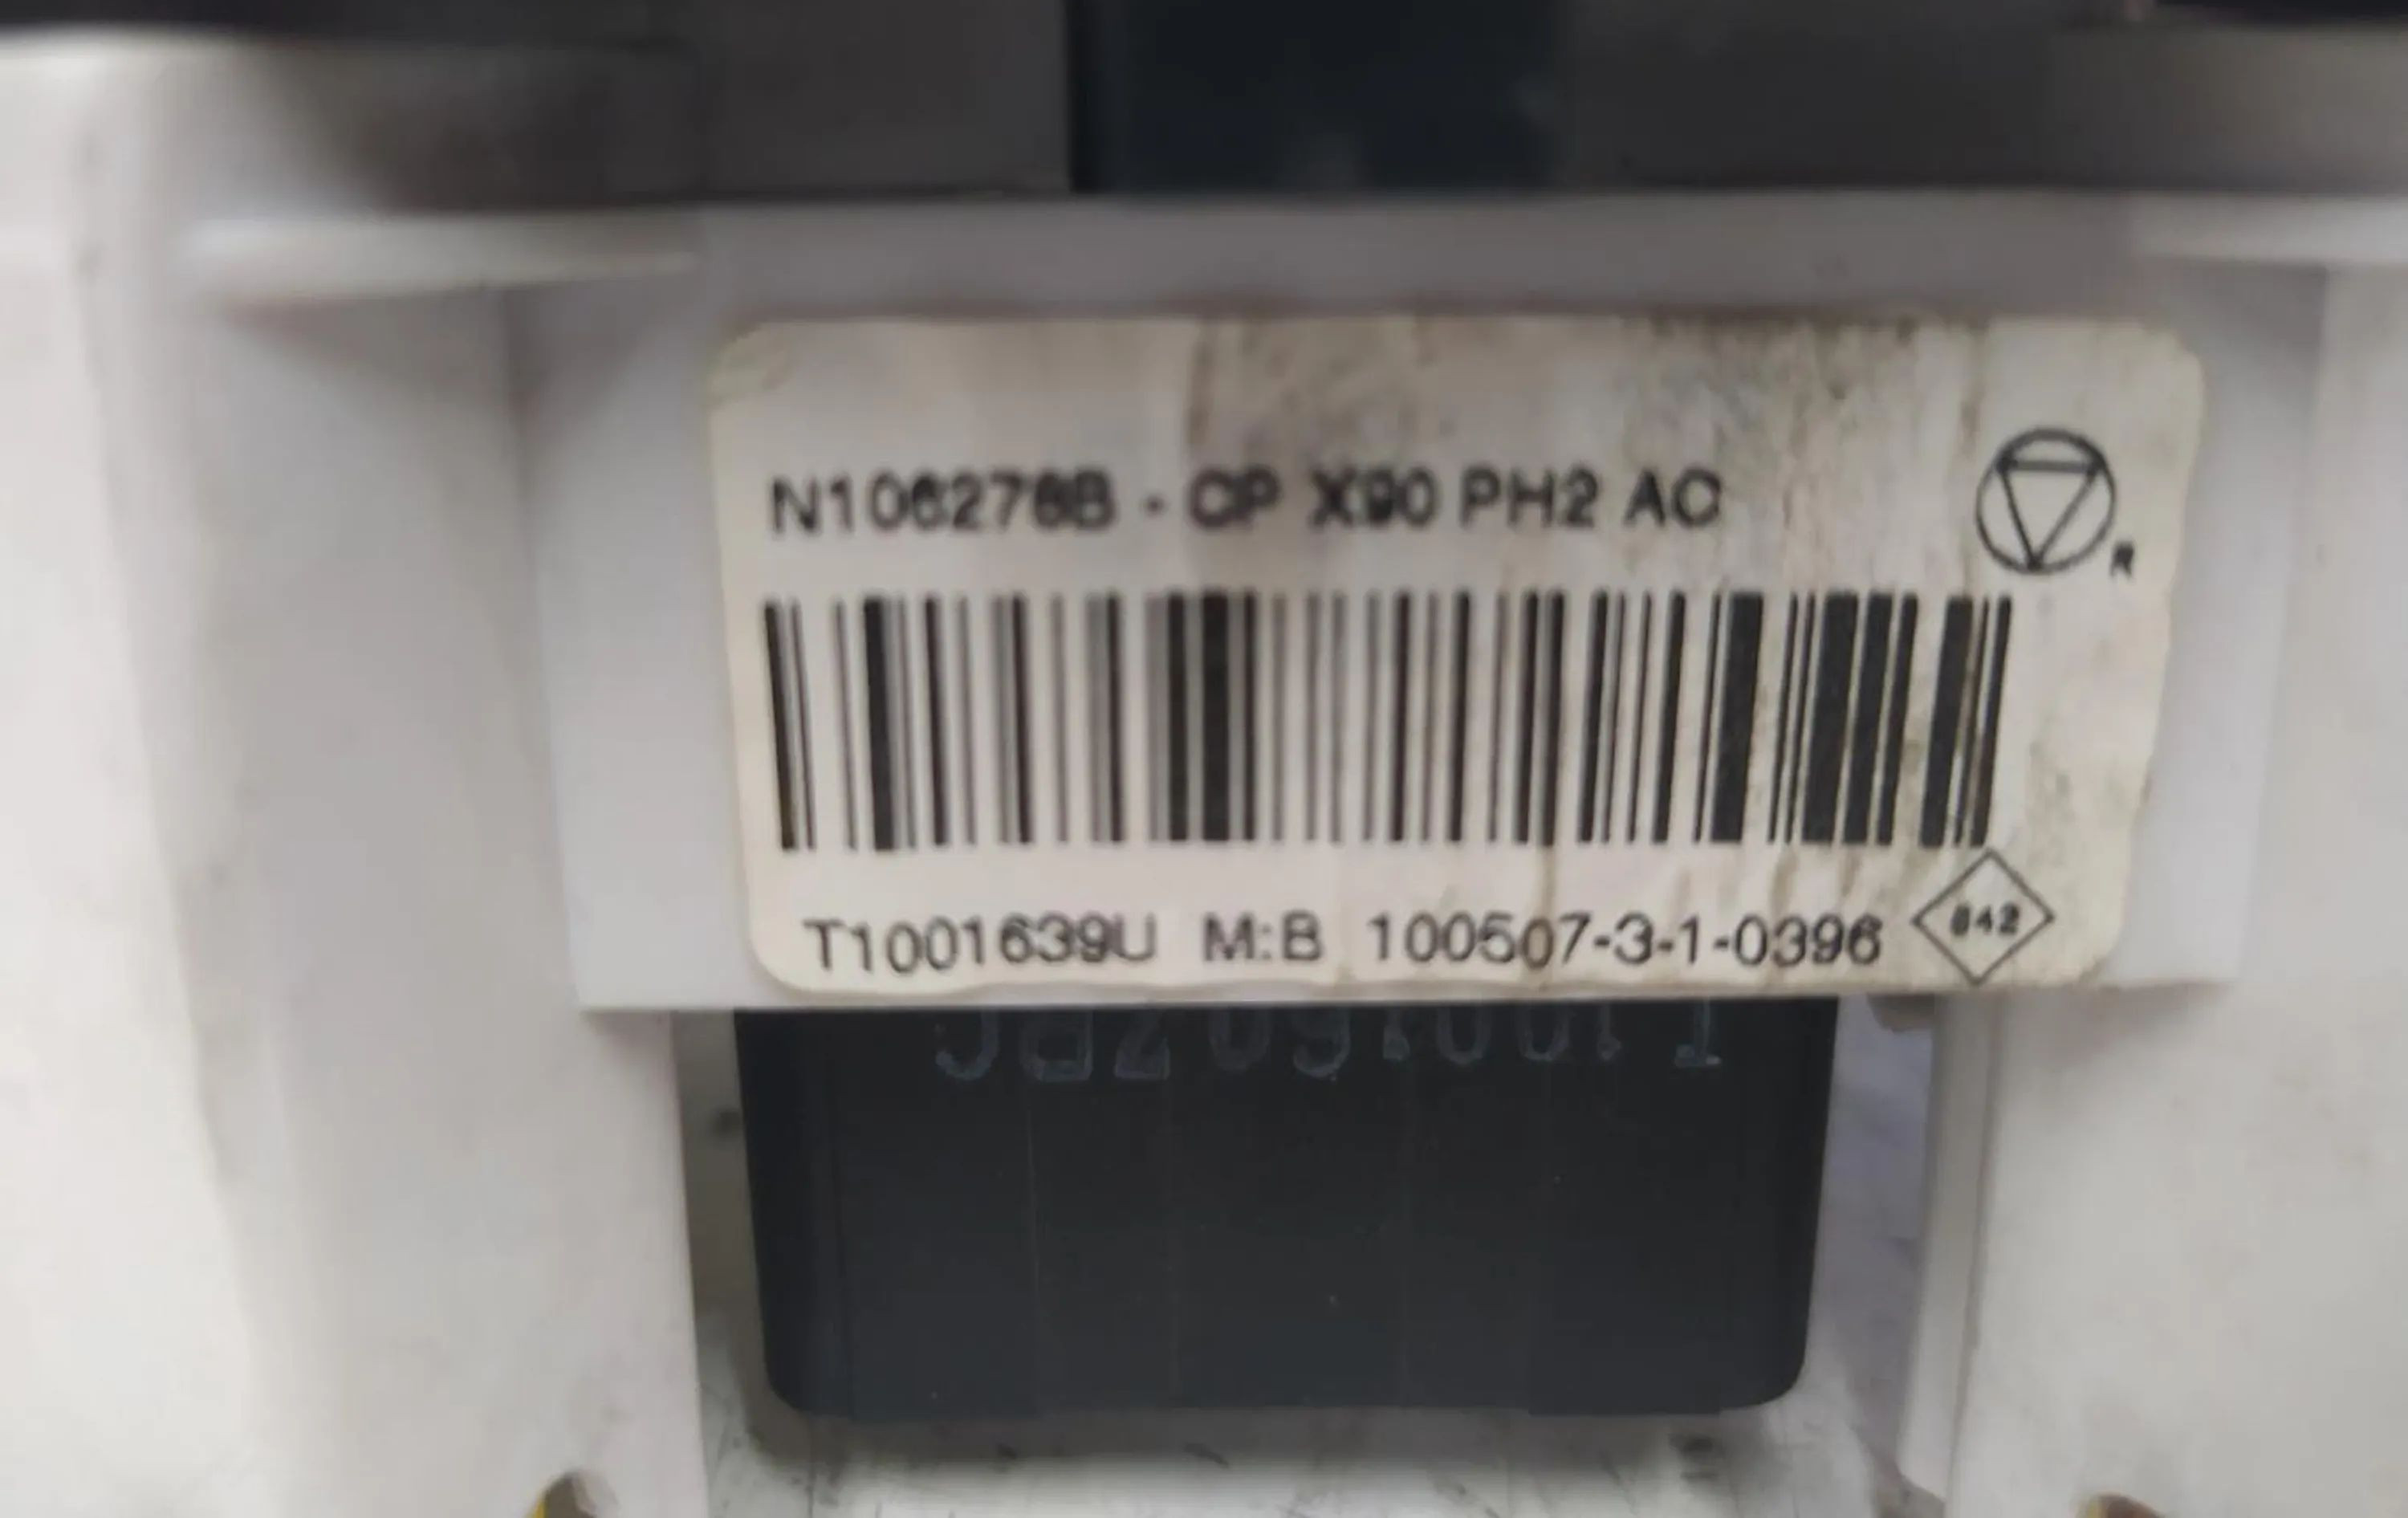 N106276B - CP X90 PH2 AC
R
T1001639U M:B 100507-3-1-0396